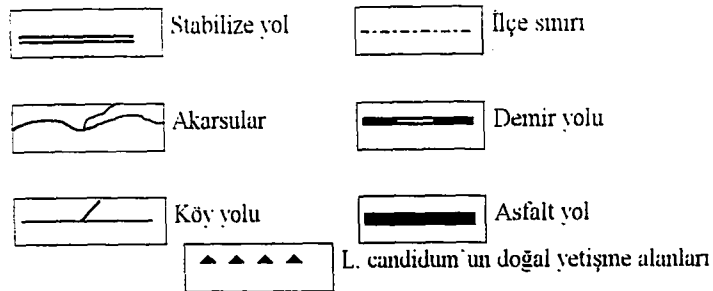 Stabilize yol
İlçe sınırı
Akarsular
Demir yolu
Köy yolu
Asfalt yol
L. candidum`un doğal yetişme alanları